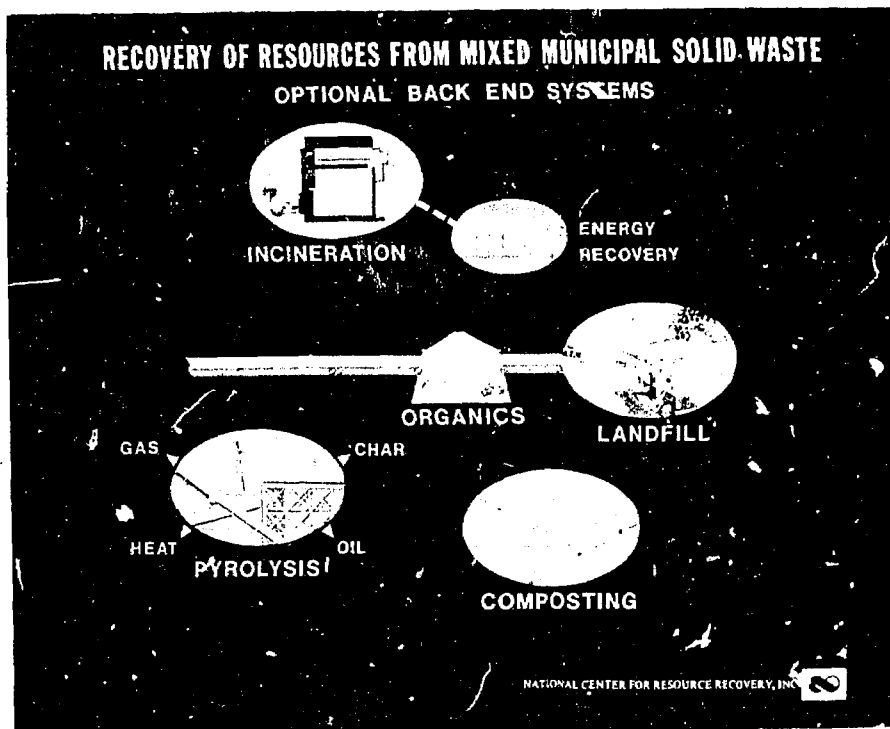 RECOVERY OF RESOURCES FROM MIXED MUNICIPAL SOLID WASTE
OPTIONAL BACK END SYSTEMS
INCINERATION
ENERGY
RECOVERY
ORGANICS
LANDFILL
GAS
CHAR
HEAT
OIL
PYROLYSIS
COMPOSTING
NATIONAL CENTER FOR RESOURCE RECOVERY, INC